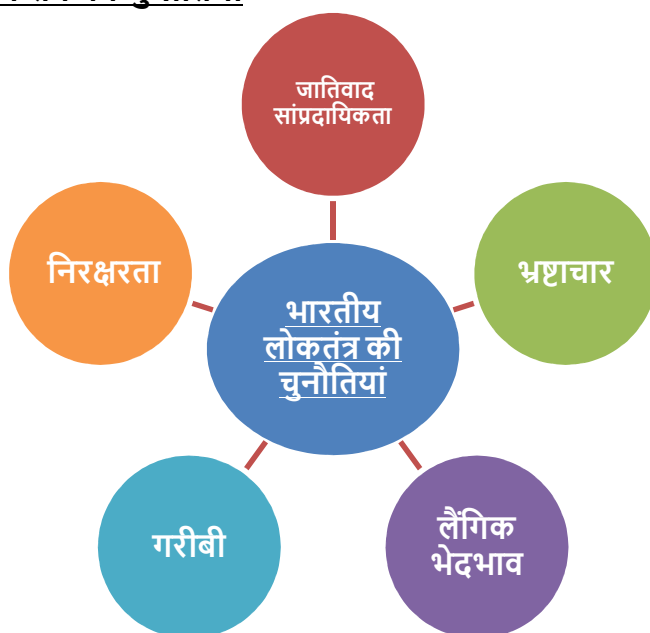 जातिवाद
सांप्रदायिकता
निरक्षरता
भ्रष्टाचार
भारतीय
लोकतंत्र की
चुनौतियां
गरीबी
लैंगिक
भेदभाव